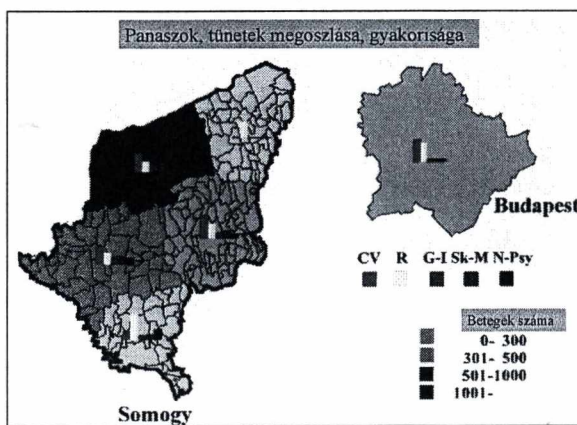 Panaszok, tünetek megoszlása, gyakorisága
Budapest
CV R G-I Sk-M N-Psy
Betegek száma
0- 300
301- 500
501-1000
1001-
Somogy